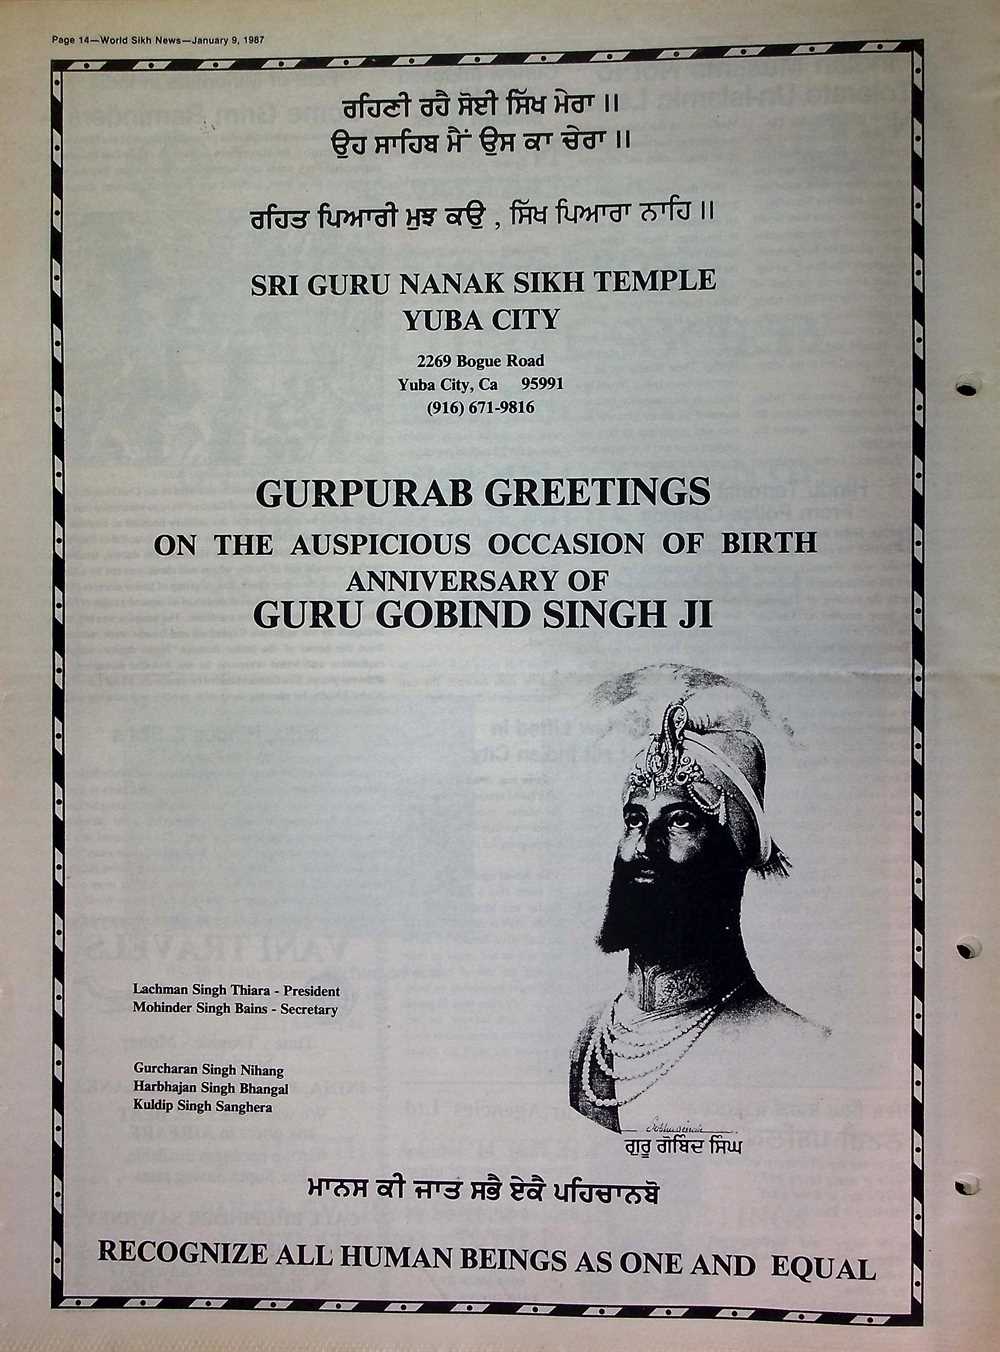 Page 14—World Sikh News—January 9, 1987
ਰਹਿਣੀ ਰਹੈ ਸੋਈ ਸਿੱਖ ਮੇਰਾ ॥
ਉਹ ਸਾਹਿਬ ਮੈਂ ਉਸ ਕਾ ਚੇਰਾ ॥
ਰਹਿਤ ਪਿਆਰੀ ਮੁਝ ਕਉ , ਸਿੱਖ ਪਿਆਰਾ ਨਾਹਿ ॥
SRI GURU NANAK SIKH TEMPLE
YUBA CITY
2269 Bogue Road
Yuba City, Ca 95991
(916) 671-9816
GURPURAB GREETINGS
ON THE AUSPICIOUS OCCASION OF BIRTH
ANNIVERSARY OF
GURU GOBIND SINGH JI
Lachman Singh Thiara - President
Mohinder Singh Bains - Secretary
Gurcharan Singh Nihang
Harbhajan Singh Bhangal
Kuldip Singh Sanghera
ਗੁਰੂ ਗੋਬਿੰਦ ਸਿੰਘ
ਮਾਨਸ ਕੀ ਜਾਤ ਸਭੈ ਏਕੈ ਪਹਿਚਾਨਬੋ
RECOGNIZE ALL HUMAN BEINGS AS ONE AND EQUAL